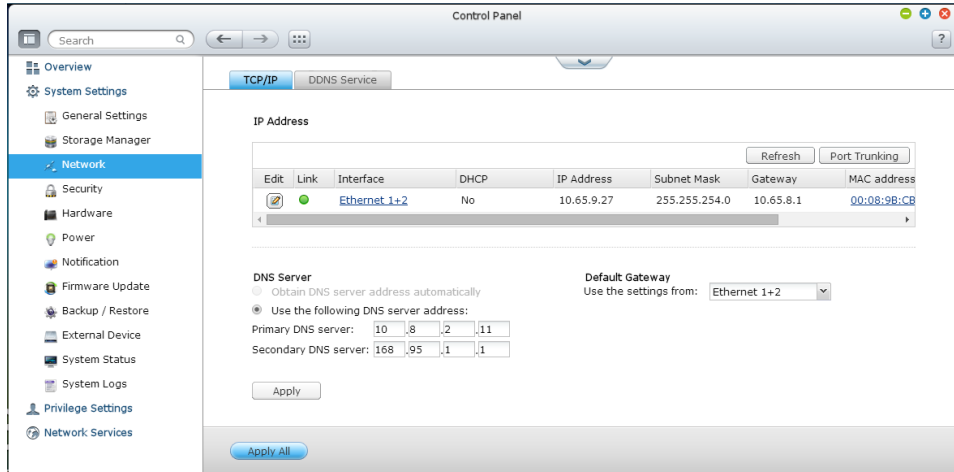 Control Panel
Search
?
Overview
System Settings
General Settings
Storage Manager
Network
Security
Hardware
Power
Notification
Firmware Update
Backup / Restore
External Device
System Status
System Logs
Privilege Settings
Network Services
TCP/IP DDNS Service
IP Address
Refresh Port Trunking
Edit Link Interface DHCP IP Address Subnet Mask Gateway MAC address
Ethernet 1+2 No 10.65.9.27 255.255.254.0 10.65.8.1 00:08:9B:CB
DNS Server Default Gateway
Obtain DNS server address automatically Use the settings from: Ethernet 1+2
Use the following DNS server address:
Primary DNS server: 10 .8 .2 .11
Secondary DNS server: 168 .95 .1 .1
Apply
Apply All